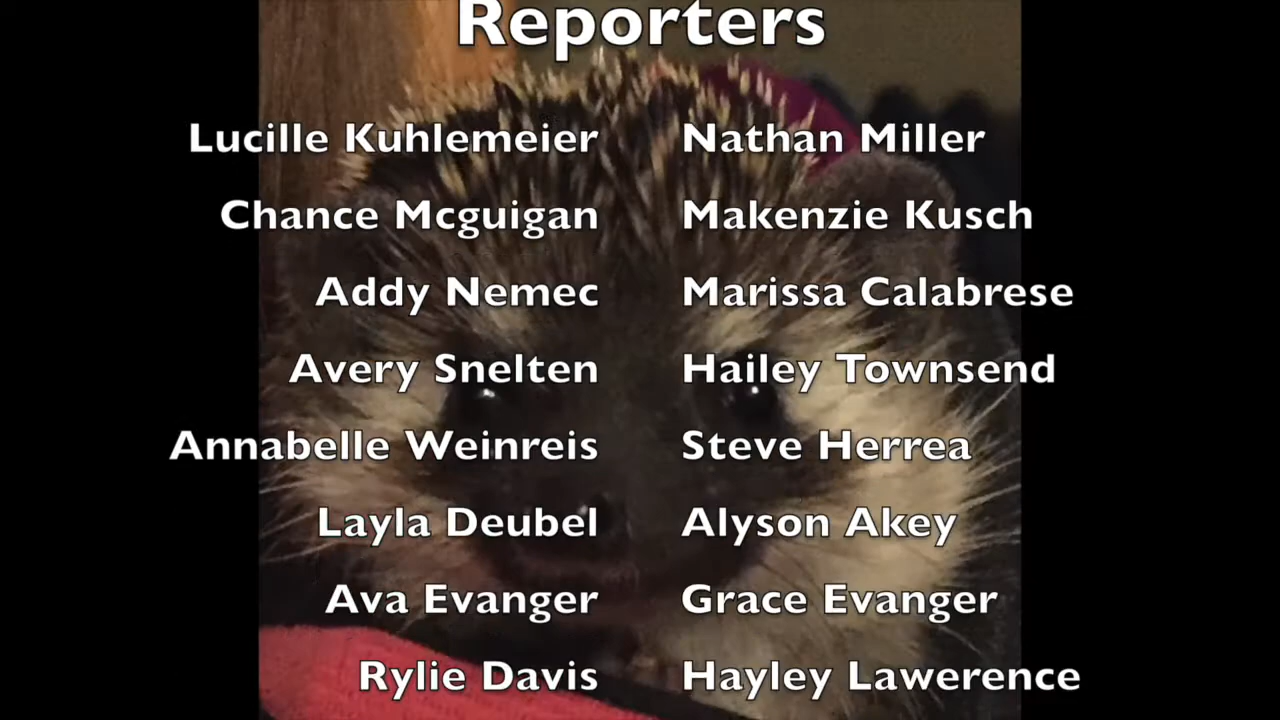 Reporters
Lucille Kuhlemeier Nathan Miller
Chance Mcguigan Makenzie Kusch
Addy Nemec Marissa Calabrese
Avery Snelten Hailey Townsend
Annabelle Weinreis Steve Herrea
Layla Deubel Alyson Akey
Ava Evanger Grace Evanger
Rylie Davis Hayley Lawerence